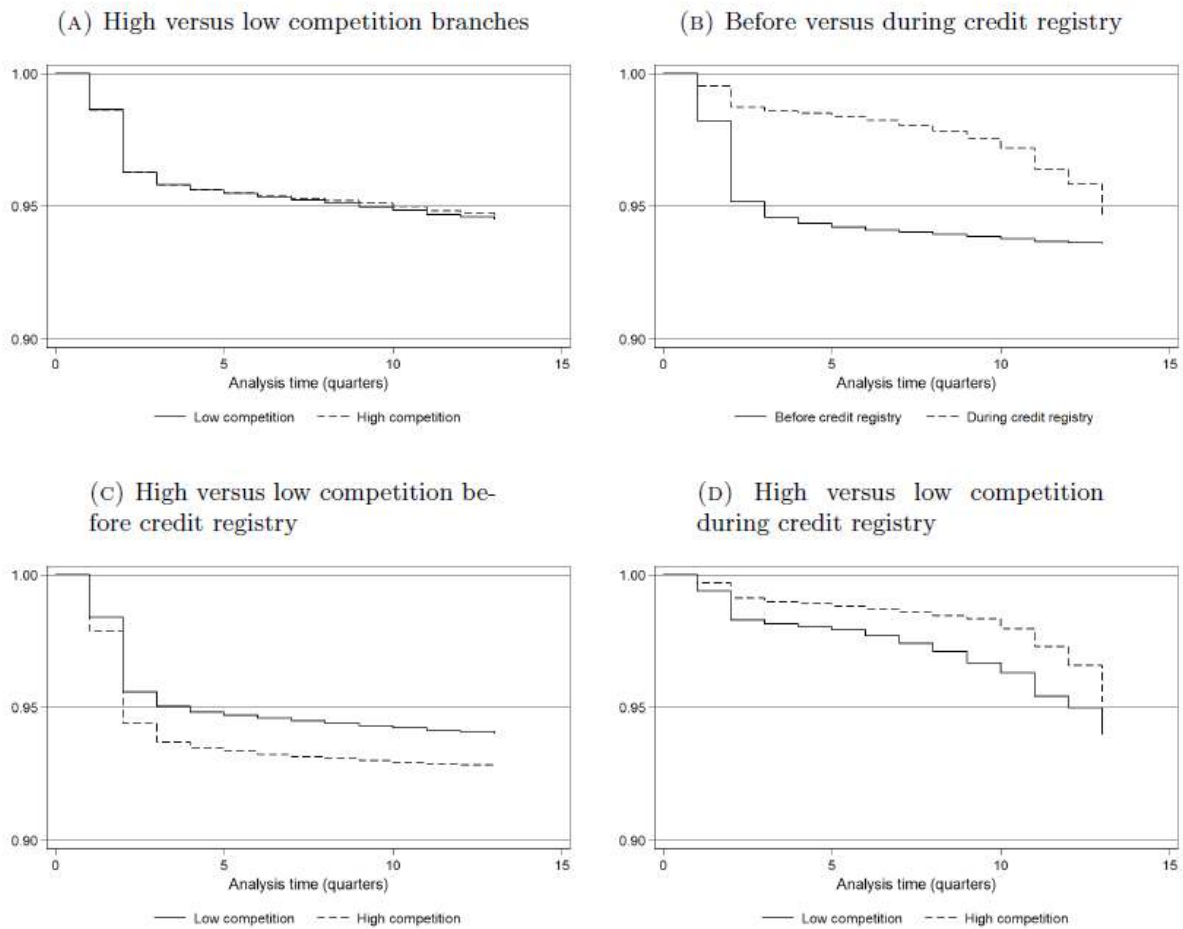 (A) High versus low competition branches
1.00
0.95
0.90
0 5 10 15
Analysis time (quarters)
Low competition High competition
(B) Before versus during credit registry
1.00
0.95
0.90
0 5 10 15
Analysis time (quarters)
Before credit registry During credit registry
(C) High versus low competition be-
fore credit registry
1.00
0.95
0.90
0 5 10 15
Analysis time (quarters)
Low competition High competition
(D) High versus low competition
during credit registry
1.00
0.95
0.90
0 5 10 15
Analysis time (quarters)
Low competition High competition